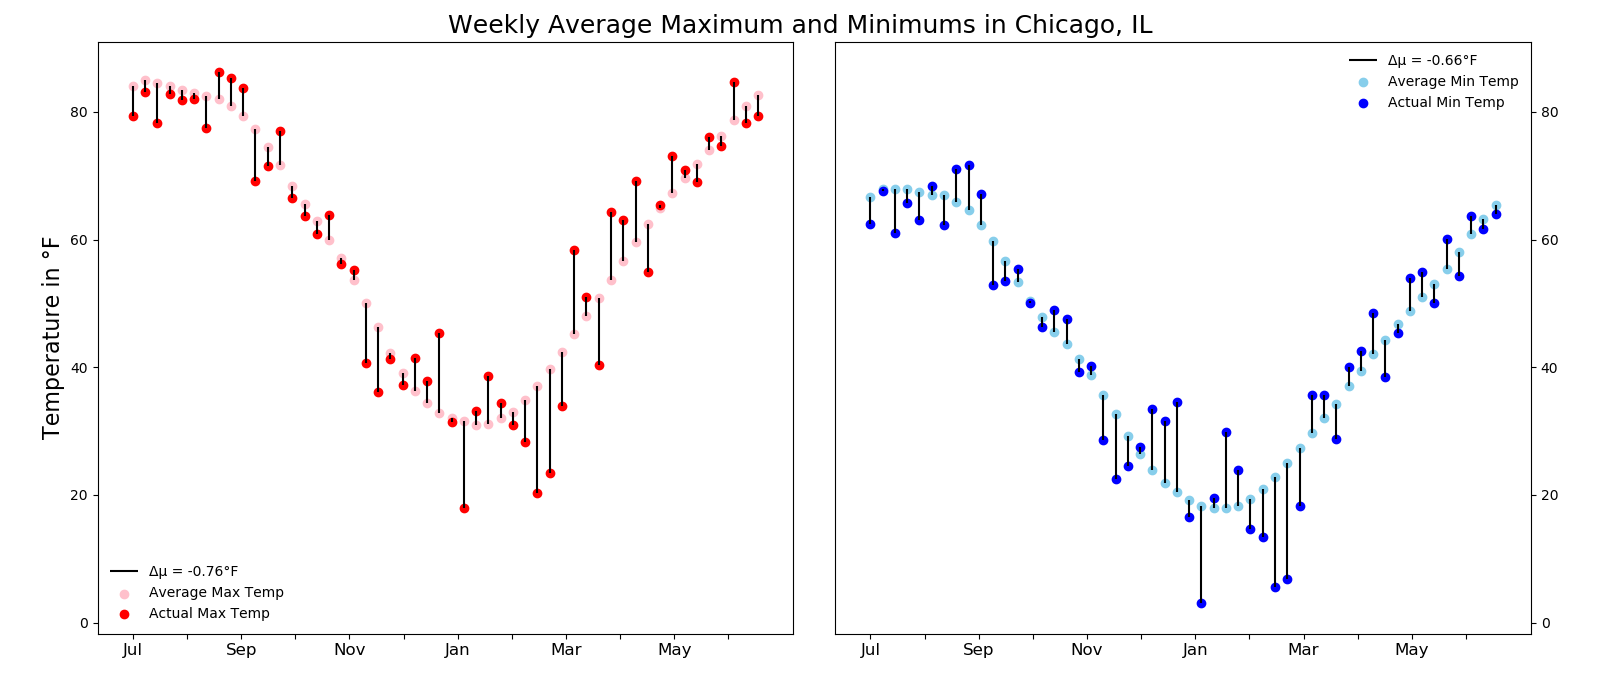 Weekly Average Maximum and Minimums in Chicago, IL
Temperature in °F
80
60
40
20
0
Δμ = -0.76°F
Average Max Temp
Actual Max Temp
Jul Sep Nov Jan Mar May
Δμ = -0.66°F
Average Min Temp
Actual Min Temp
80
60
40
20
0
Jul Sep Nov Jan Mar May